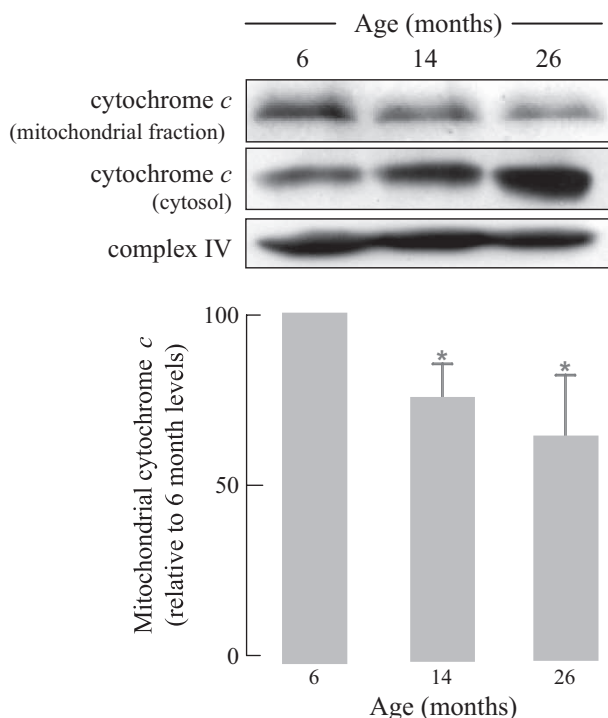 Age (months)
6 14 26
cytochrome c
(mitochondrial fraction)
cytochrome c
(cytosol)
complex IV
Mitochondrial cytochrome c
(relative to 6 month levels)
100
50
0
* *
6 14 26
Age (months)